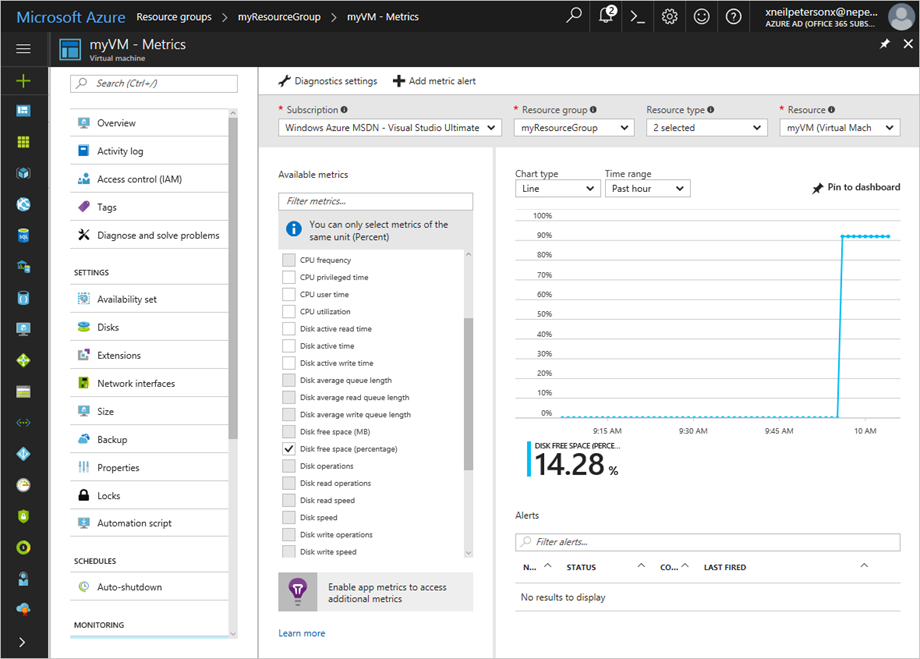 Microsoft Azure Resource groups > myResourceGroup > myVM - Metrics
2
xneilpetersonx@nepe...
AZURE AD (OFFICE 365 SUBS...
myVM - Metrics
Virtual machine
Search (Ctrl+/)
Overview
Activity log
Access control (IAM)
Tags
Diagnose and solve problems
SETTINGS
Availability set
Disks
Extensions
Network interfaces
Size
Backup
Properties
Locks
Automation script
SCHEDULES
Auto-shutdown
MONITORING
Diagnostics settings
Add metric alert
* Subscription
Windows Azure MSDN - Visual Studio Ultimate
* Resource group
myResourceGroup
Resource type
2 selected
* Resource
myVM (Virtual Mach
Available metrics
Filter metrics...
You can only select metrics of the
same unit (Percent)
CPU frequency
CPU privileged time
CPU user time
CPU utilization
Disk active read time
Disk active time
Disk active write time
Disk average queue length
Disk average read queue length
Disk average write queue length
Disk free space (MB)
Disk free space (percentage)
Disk operations
Disk read operations
Disk read speed
Disk speed
Disk write operations
Disk write speed
Enable app metrics to access
additional metrics
Learn more
Chart type
Line
Time range
Past hour
Pin to dashboard
100%
90%
80%
70%
60%
50%
40%
30%
20%
10%
0%
9:15 AM 9:30 AM 9:45 AM 10 AM
DISK FREE SPACE (PERCE...
14.28 %
Alerts
Filter alerts...
N... STATUS CO... LAST FIRED
No results to display